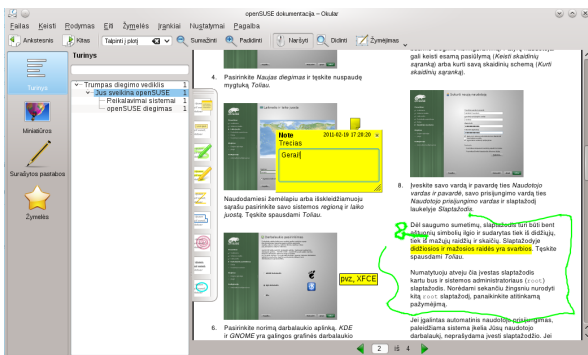 openSUSE dokumentacija – Okular
Failas Keisti Rodymas Eiti Žymelės Įrankiai Nustatymai Pagalba
Ankstesnis Kitas Talpinti į plotį Sumažinti Padidinti Naršyti Didinti Žymėjimas
Turinys
Miniatiūros
Surašytos pastabos
Žymelės
Turinys
Trumpas diegimo vediklis 1
Jus sveikina openSUSE 1
Reikalavimai sistemai 1
openSUSE diegimas 1
4. Pasirinkite Naujas diegimas ir tęskite nuspaudę
mygtuką Toliau.
Note 2011-02-19 17:20:20
Trecias
Gerai!
Naudodamiesi žemėlapiu arba išskleidžiamuoju
sąrašu pasirinkite savo sistemos regioną ir laiko
juostą. Tęskite spausdami Toliau.
pvz, XFCE
6. Pasirinkite norimą darbalaukio aplinką. KDE
ir GNOME yra galingos grafinės darbalaukio
gali keisti esamą pasiūlymą (Keisti skaidinių
sąranką) arba kurti savą skaidinių schemą (Kurti
skaidinių sąranką).
8. Įveskite savo vardą ir pavardę ties Naudotojo
vardas ir pavardė, savo prisijungimo vardą ties
Naudotojo prisijungimo vardas ir slaptažodį
laukelyje Slaptažodis.
Dėl saugumo sumetimų, slaptažodis turi būti bent
aštuonių simbolių ilgio ir sudarytas tiek iš didžiųjų,
tiek iš mažųjų raidžių ir skaičių. Slaptažodyje
didžiosios ir mažosios raidės yra svarbios. Tęskite
spausdami Toliau.
Numatytuoju atveju čia įvestas slaptažodis
kartu bus ir sistemos administratoriaus (root)
slaptažodis. Norėdami sekančiu žingsniu nurodyti
kitą root slaptažodį, panaikinkite atitinkamą
pažymėjimą.
Jei įgalintas automatinis naudotojo prisijungimas,
paleidžiama sistema įkelia Jūsų naudotojo
darbalaukį, neprašydama įvesti slaptažodžio. Jei
2 iš 4